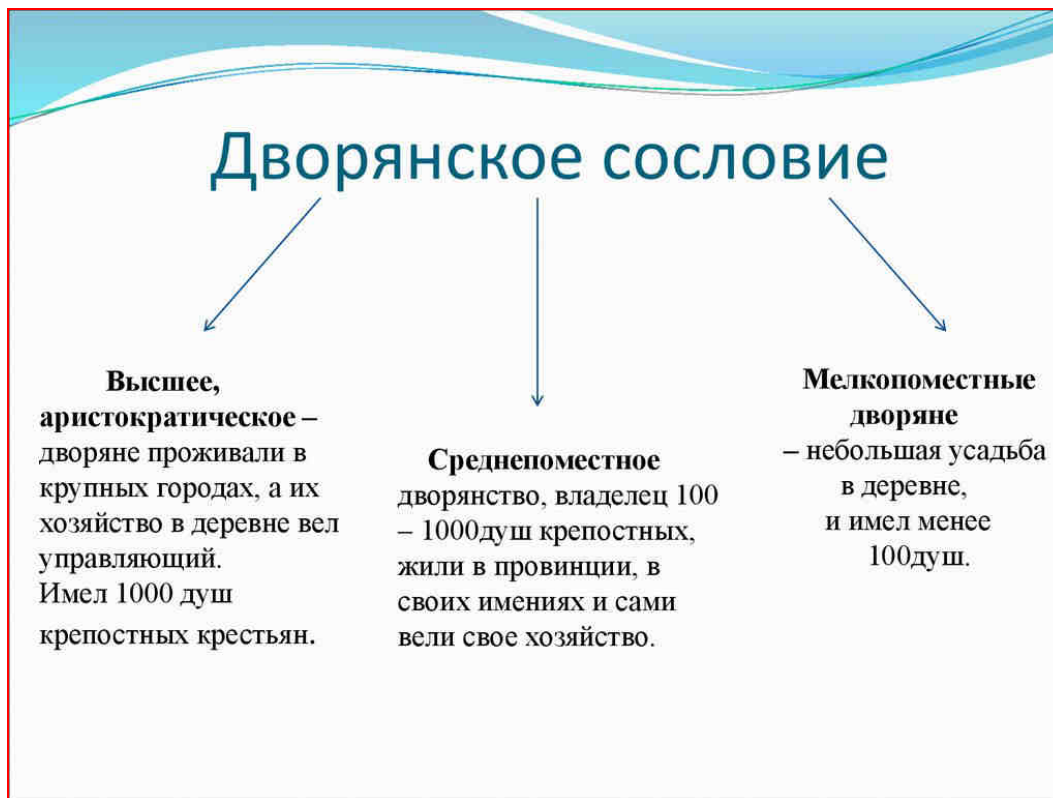 Дворянское сословие
Высшее,
аристократическое –
дворяне проживали в
крупных городах, а их
хозяйство в деревне вел
управляющий.
Имел 1000 душ
крепостных крестьян.
Среднепоместное
дворянство, владелец 100
– 1000душ крепостных,
жили в провинции, в
своих имениях и сами
вели свое хозяйство.
Мелкопоместные
дворяне
– небольшая усадьба
в деревне,
и имел менее
100душ.